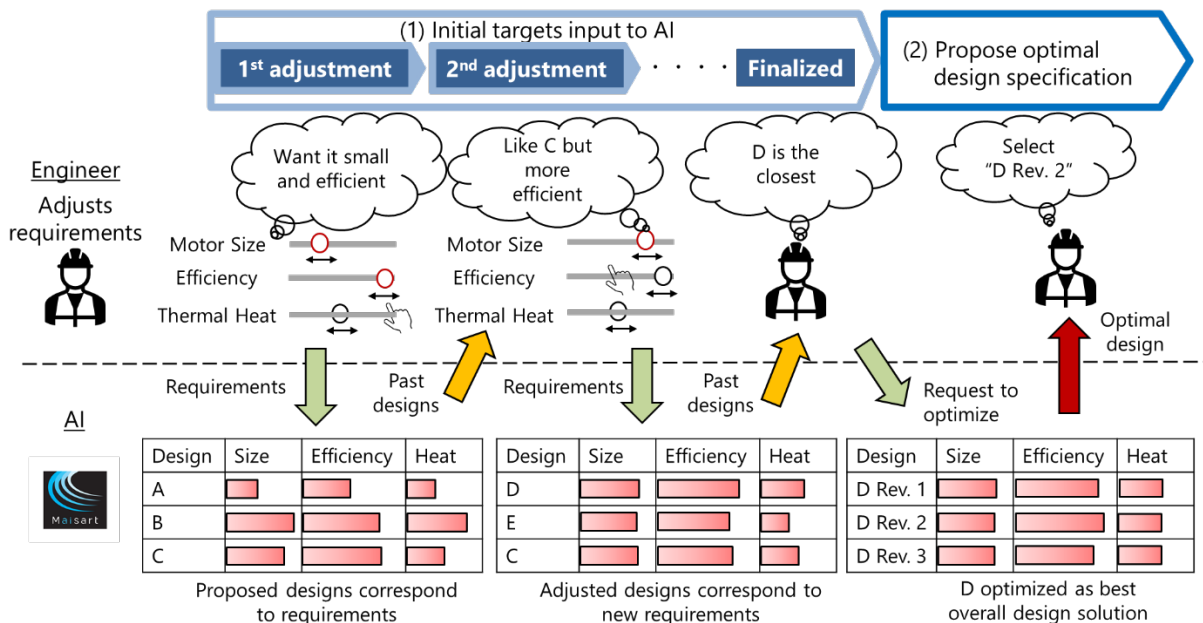 (1) Initial targets input to AI
1st adjustment
2nd adjustment
· · · · ·
Finalized
(2) Propose optimal
design specification
Engineer
Adjusts
requirements
Want it small
and efficient
Motor Size
Efficiency
Thermal Heat
Like C but
more
efficient
Motor Size
Efficiency
Thermal Heat
D is the
closest
Select
“D Rev. 2”
Requirements
Past
designs
Requirements
Past
designs
Request to
optimize
Optimal
design
AI
Maisart
Design Size Efficiency Heat
A
B
C
Proposed designs correspond
to requirements
Design Size Efficiency Heat
D
E
C
Adjusted designs correspond to
new requirements
Design Size Efficiency Heat
D Rev. 1
D Rev. 2
D Rev. 3
D optimized as best
overall design solution